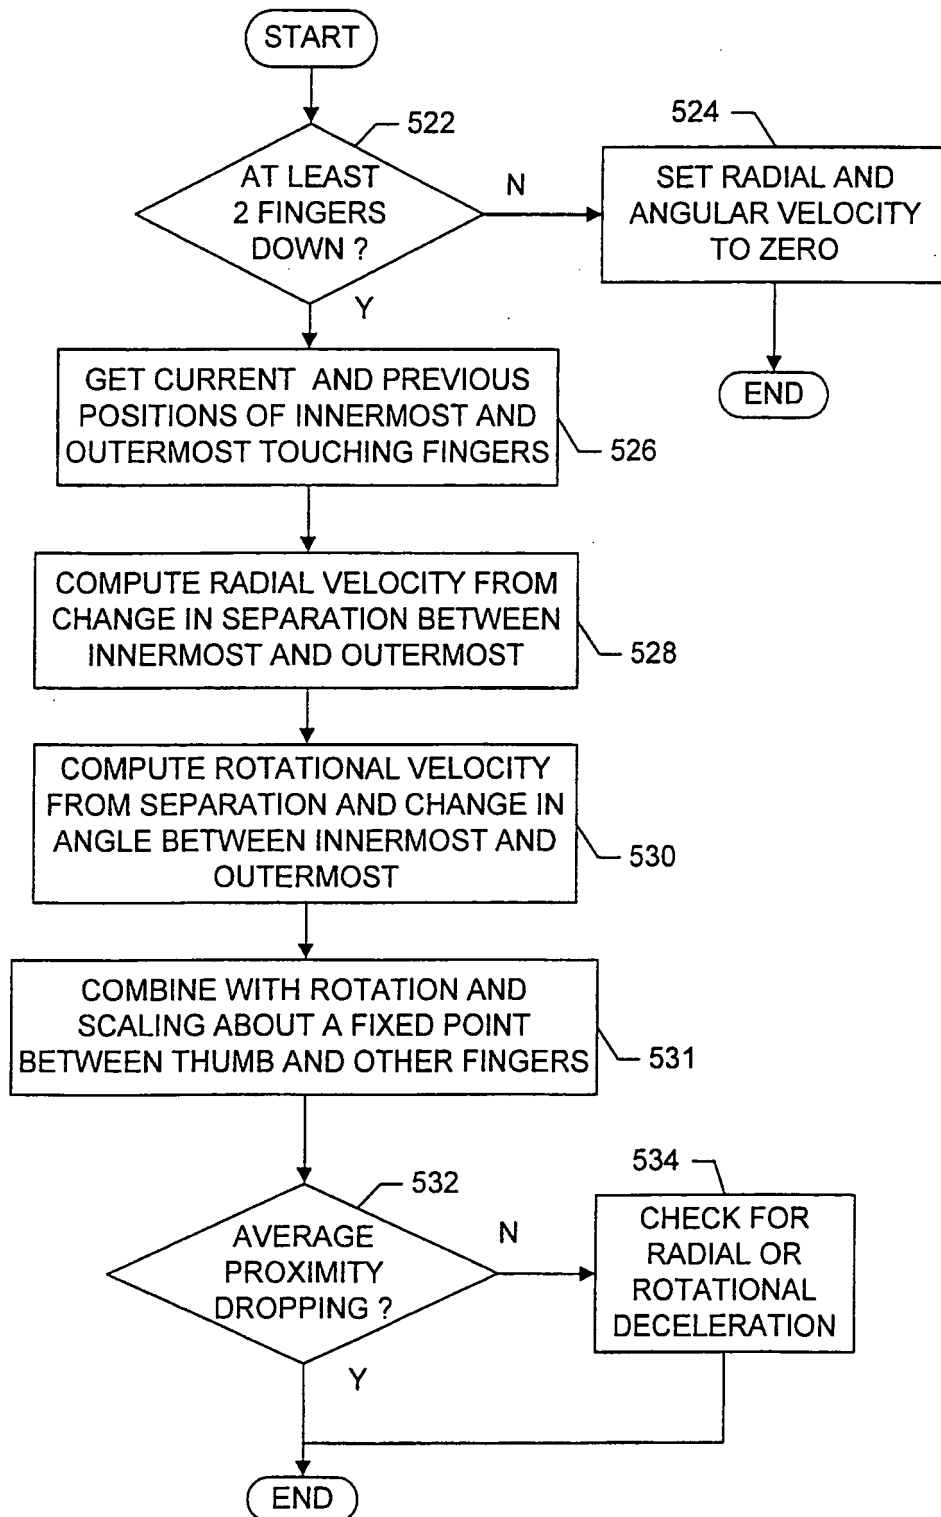 START
522
AT LEAST
2 FINGERS
DOWN ?
N
Y
524
SET RADIAL AND
ANGULAR VELOCITY
TO ZERO
END
GET CURRENT AND PREVIOUS
POSITIONS OF INNERMOST AND
OUTERMOST TOUCHING FINGERS
526
COMPUTE RADIAL VELOCITY FROM
CHANGE IN SEPARATION BETWEEN
INNERMOST AND OUTERMOST
528
COMPUTE ROTATIONAL VELOCITY
FROM SEPARATION AND CHANGE IN
ANGLE BETWEEN INNERMOST AND
OUTERMOST
530
COMBINE WITH ROTATION AND
SCALING ABOUT A FIXED POINT
BETWEEN THUMB AND OTHER FINGERS
531
532
AVERAGE
PROXIMITY
DROPPING ?
N
Y
534
CHECK FOR
RADIAL OR
ROTATIONAL
DECELERATION
END